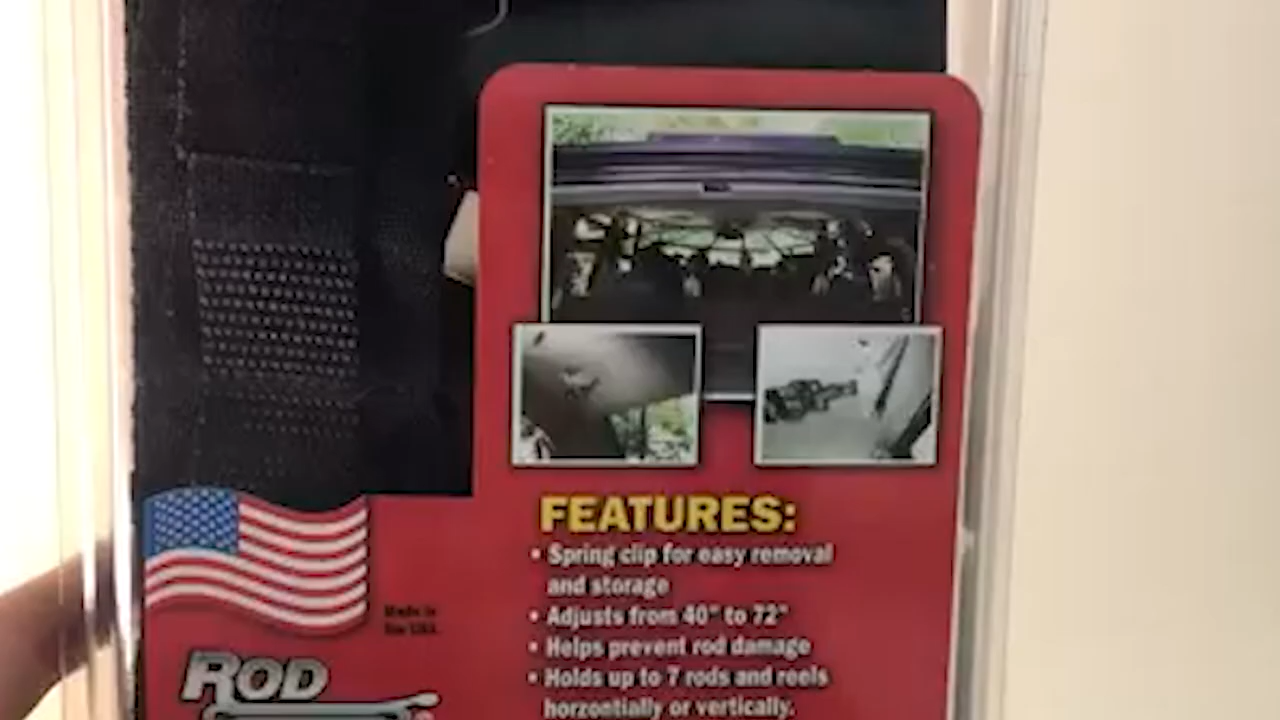 FEATURES:
• Spring clip for easy removal
and storage
• Adjusts from 40" to 72"
• Helps prevent rod damage
• Holds up to 7 rods and reels
horzontially or vertically.
Made in
the USA
ROD